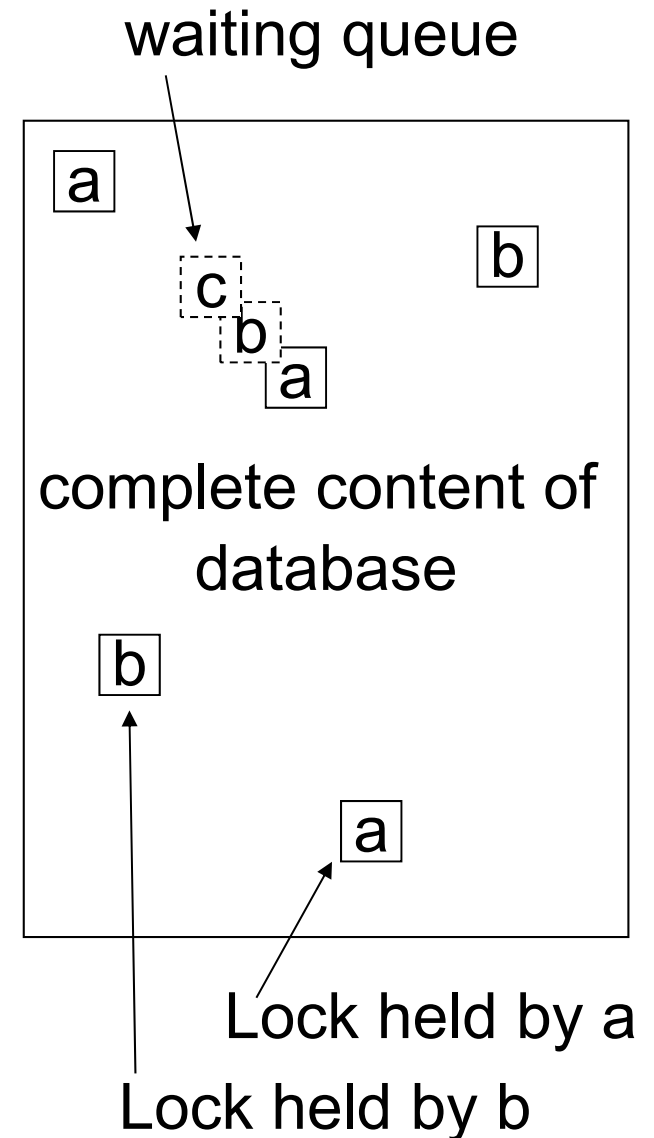 waiting queue
a
b
c
b
a
complete content of
database
b
a
Lock held by a
Lock held by b